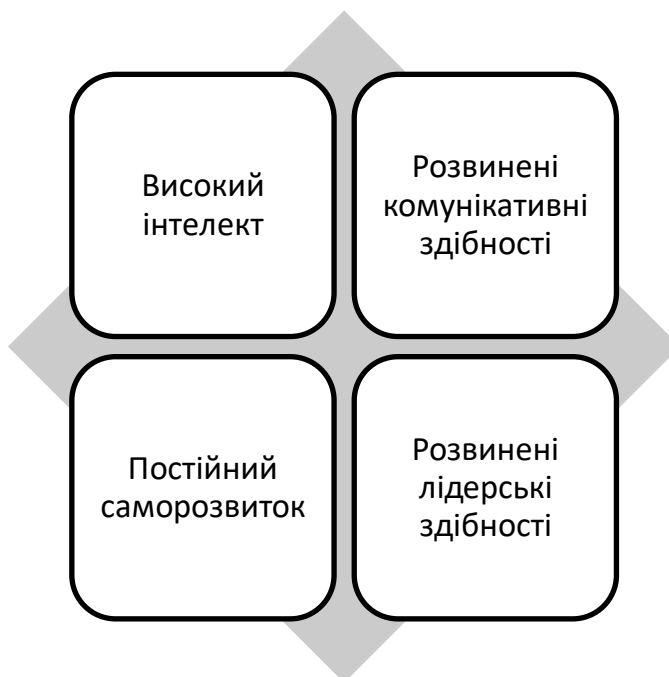 Високий
інтелект
Розвинені
комунікативні
здібності
Постійний
саморозвиток
Розвинені
лідерські
здібності